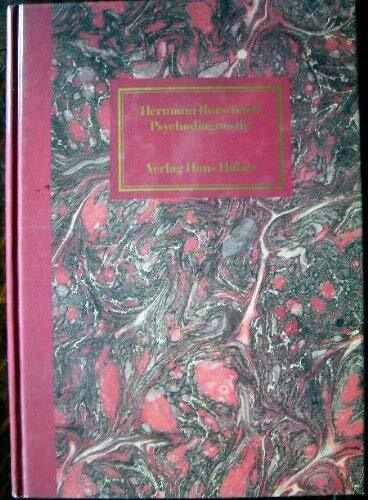 Hermann Rorschach
Psychodiagnostik
Verlag Hans Huber